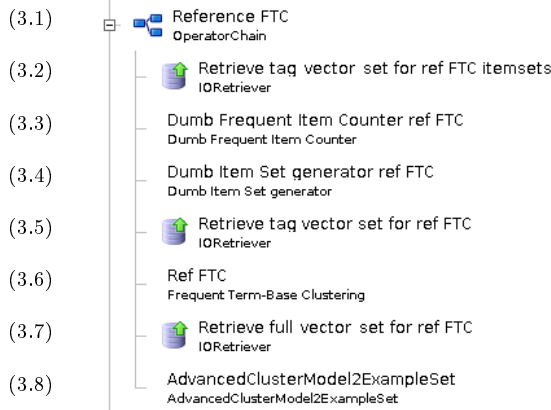 (3.1) Reference FTC
OperatorChain
(3.2) Retrieve tag vector set for ref FTC itemsets
IORetriever
(3.3) Dumb Frequent Item Counter ref FTC
Dumb Frequent Item Counter
(3.4) Dumb Item Set generator ref FTC
Dumb Item Set generator
(3.5) Retrieve tag vector set for ref FTC
IORetriever
(3.6) Ref FTC
Frequent Term-Base Clustering
(3.7) Retrieve full vector set for ref FTC
IORetriever
(3.8) AdvancedClusterModel2ExampleSet
AdvancedClusterModel2ExampleSet